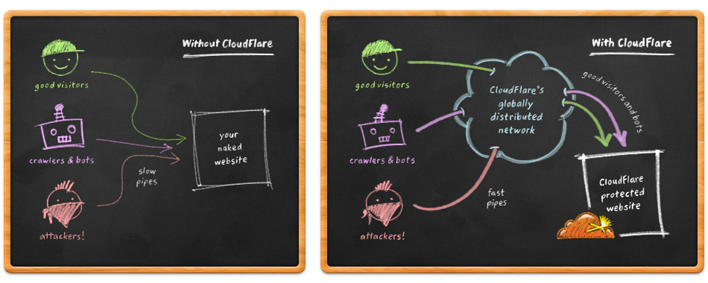 Without CloudFlare
good visitors
crawlers & bots
attackers!
slow
pipes
your
naked
website
With CloudFlare
good visitors
crawlers & bots
attackers!
CloudFlare's
globally
distributed
network
fast
pipes
good visitors and bots
CloudFlare
protected
website